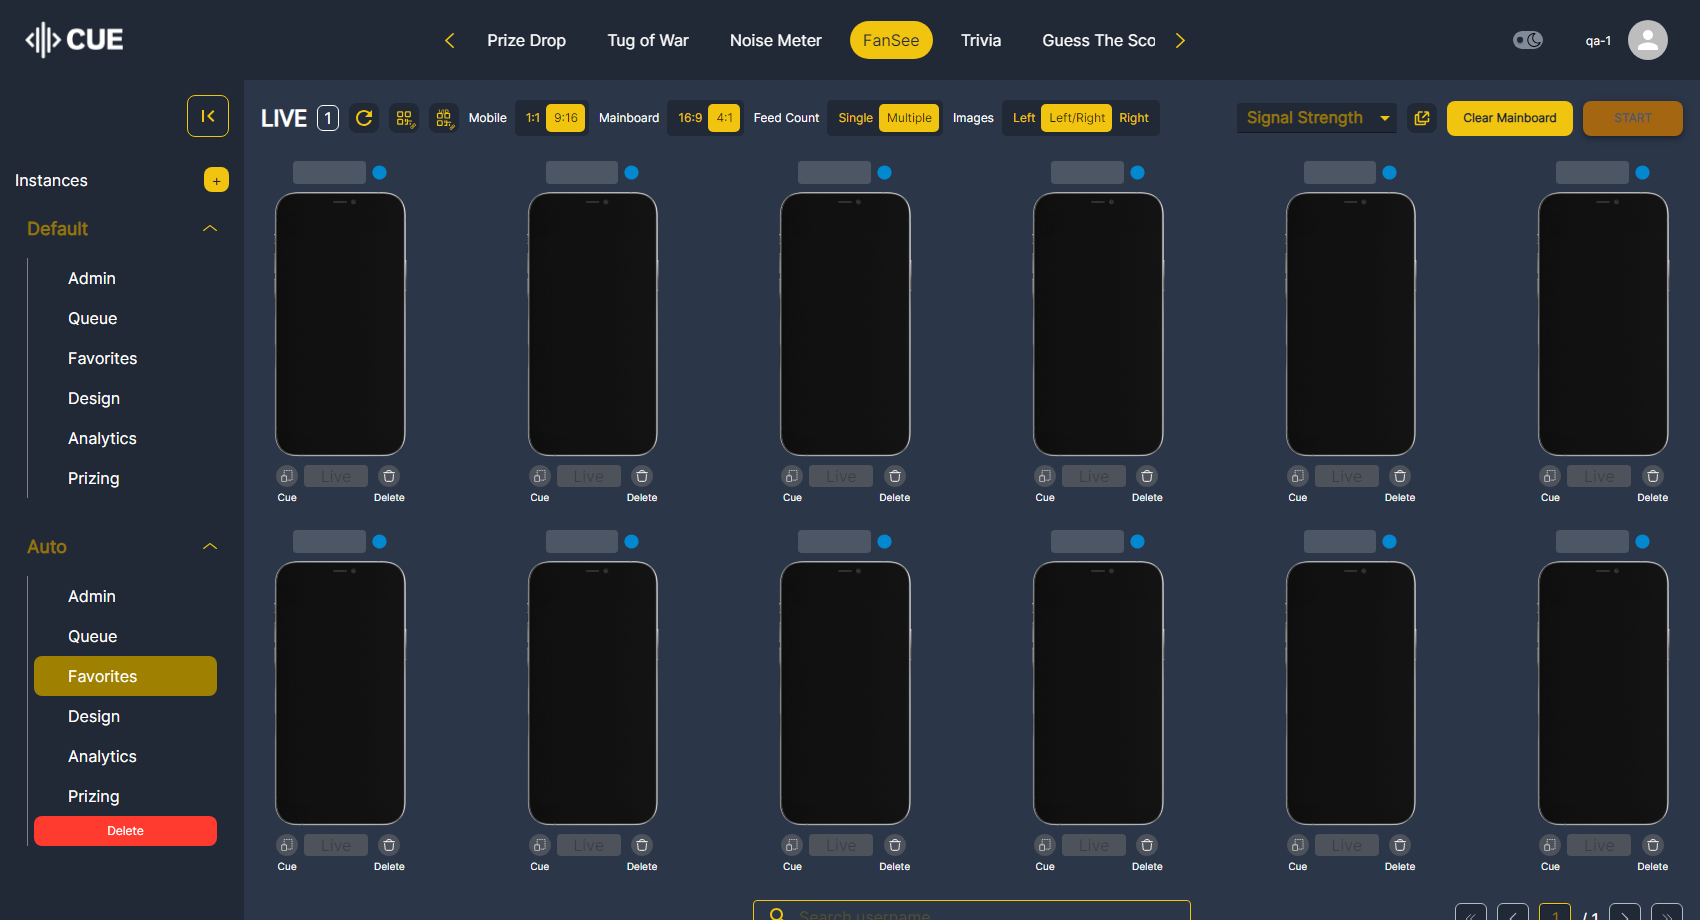 CUE
Prize Drop Tug of War Noise Meter FanSee Trivia Guess The Sco
qa-1
LIVE 1 Mobile 1:1 9:16 Mainboard 16:9 4:1 Feed Count Single Multiple Images Left Left/Right Right Signal Strength Clear Mainboard START
Instances +
Default
Admin
Queue
Favorites
Design
Analytics
Prizing
Auto
Admin
Queue
Favorites
Design
Analytics
Prizing
Delete
Live Live Live Live Live Live
Cue Delete Cue Delete Cue Delete Cue Delete Cue Delete Cue Delete
Live Live Live Live Live Live
Cue Delete Cue Delete Cue Delete Cue Delete Cue Delete Cue Delete
Search username
1 / 1